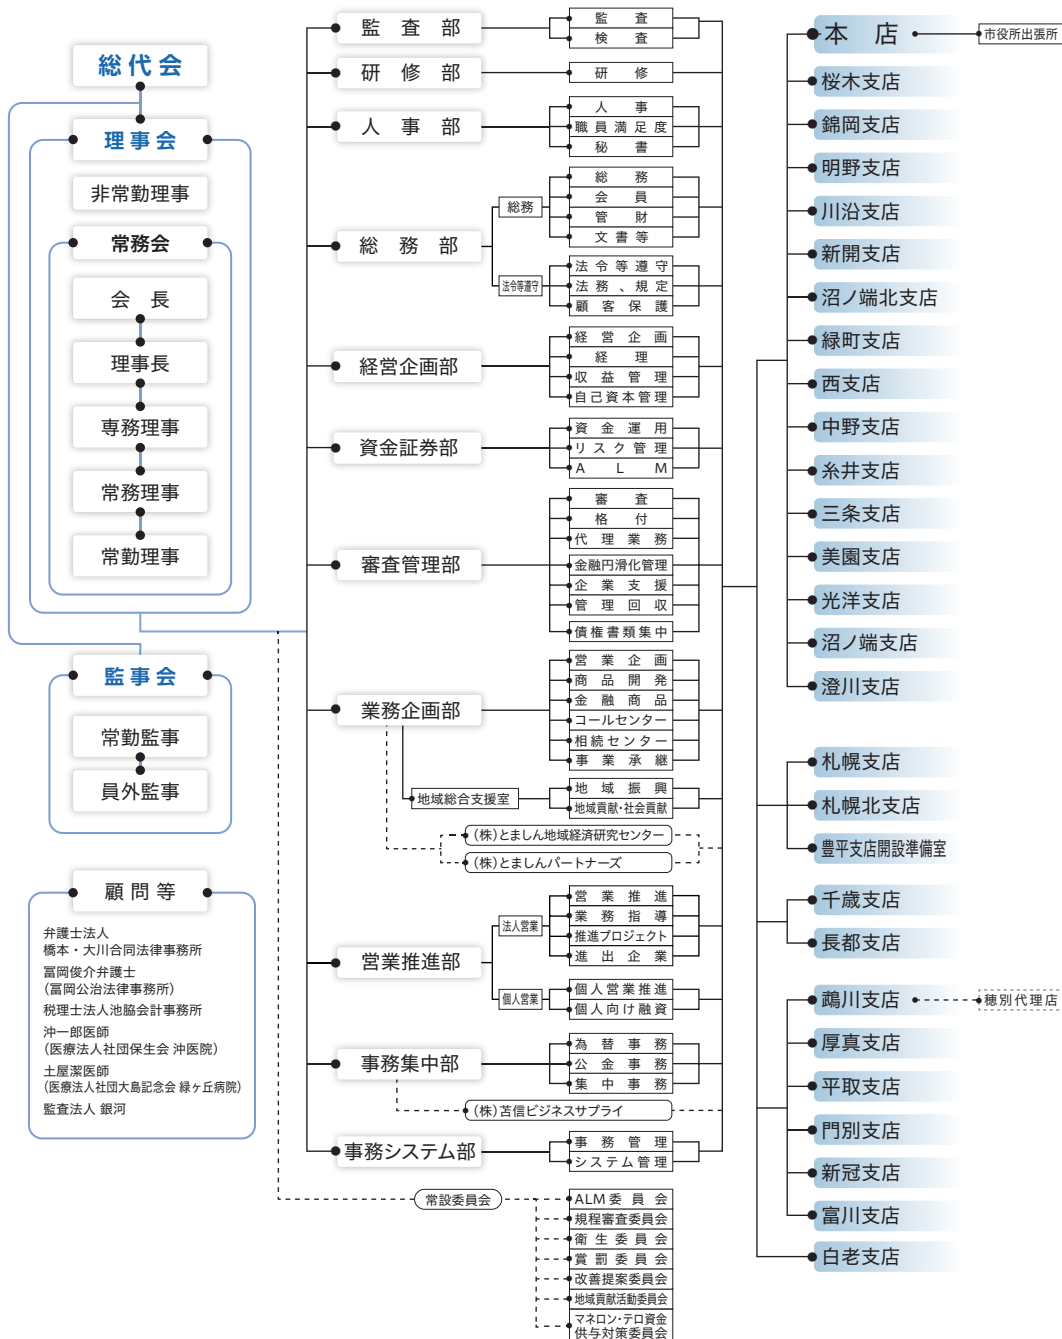 総代会
理事会
非常勤理事
常務会
会長
理事長
専務理事
常務理事
常勤理事
監事会
常勤監事
員外監事
顧問等
弁護士法人
橋本・大川合同法律事務所
冨岡俊介弁護士
(冨岡公治法律事務所)
税理士法人池脇会計事務所
沖一郎医師
(医療法人社団保生会 沖医院)
土屋潔医師
(医療法人社団大島記念会 緑ヶ丘病院)
監査法人 銀河
監査部
監査
検査
研修部
研修
人事部
人事
職員満足度
秘書
総務部
総務
総務
会員
管財
文書等
法令等遵守
法令等遵守
法務、規定
顧客保護
経営企画部
経営企画
経理
収益管理
自己資本管理
資金証券部
資金運用
リスク管理
ALM
審査管理部
審査
格付
代理業務
金融円滑化管理
企業支援
管理回収
債権書類集中
業務企画部
営業企画
商品開発
金融商品
コールセンター
相続センター
事業承継
地域総合支援室
地域振興
地域貢献・社会貢献
(株)とましん地域経済研究センター
(株)とましんパートナーズ
営業推進部
法人営業
営業推進
業務指導
推進プロジェクト
進出企業
個人営業
個人営業推進
個人向け融資
事務集中部
為替事務
公金事務
集中事務
(株)苫信ビジネスサプライ
事務システム部
事務管理
システム管理
常設委員会
ALM委員会
規程審査委員会
衛生委員会
賞罰委員会
改善提案委員会
地域貢献活動委員会
マネロン・テロ資金
供与対策委員会
本店
市役所出張所
桜木支店
錦岡支店
明野支店
川沿支店
新開支店
沼ノ端北支店
緑町支店
西支店
中野支店
糸井支店
三条支店
美園支店
光洋支店
沼ノ端支店
澄川支店
札幌支店
札幌北支店
豊平支店開設準備室
千歳支店
長都支店
鵡川支店
穂別代理店
厚真支店
平取支店
門別支店
新冠支店
富川支店
白老支店